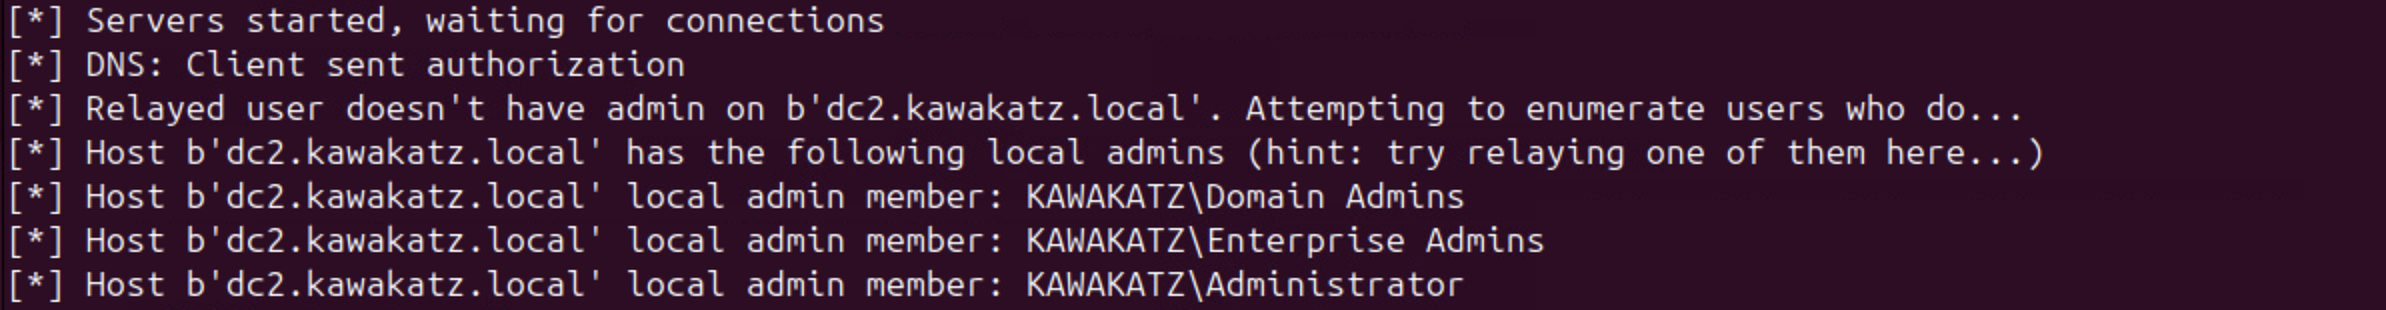 [*] Servers started, waiting for connections
[*] DNS: Client sent authorization
[*] Relayed user doesn't have admin on b'dc2.kawakatz.local'. Attempting to enumerate users who do...
[*] Host b'dc2.kawakatz.local' has the following local admins (hint: try relaying one of them here...)
[*] Host b'dc2.kawakatz.local' local admin member: KAWAKATZ\Domain Admins
[*] Host b'dc2.kawakatz.local' local admin member: KAWAKATZ\Enterprise Admins
[*] Host b'dc2.kawakatz.local' local admin member: KAWAKATZ\Administrator